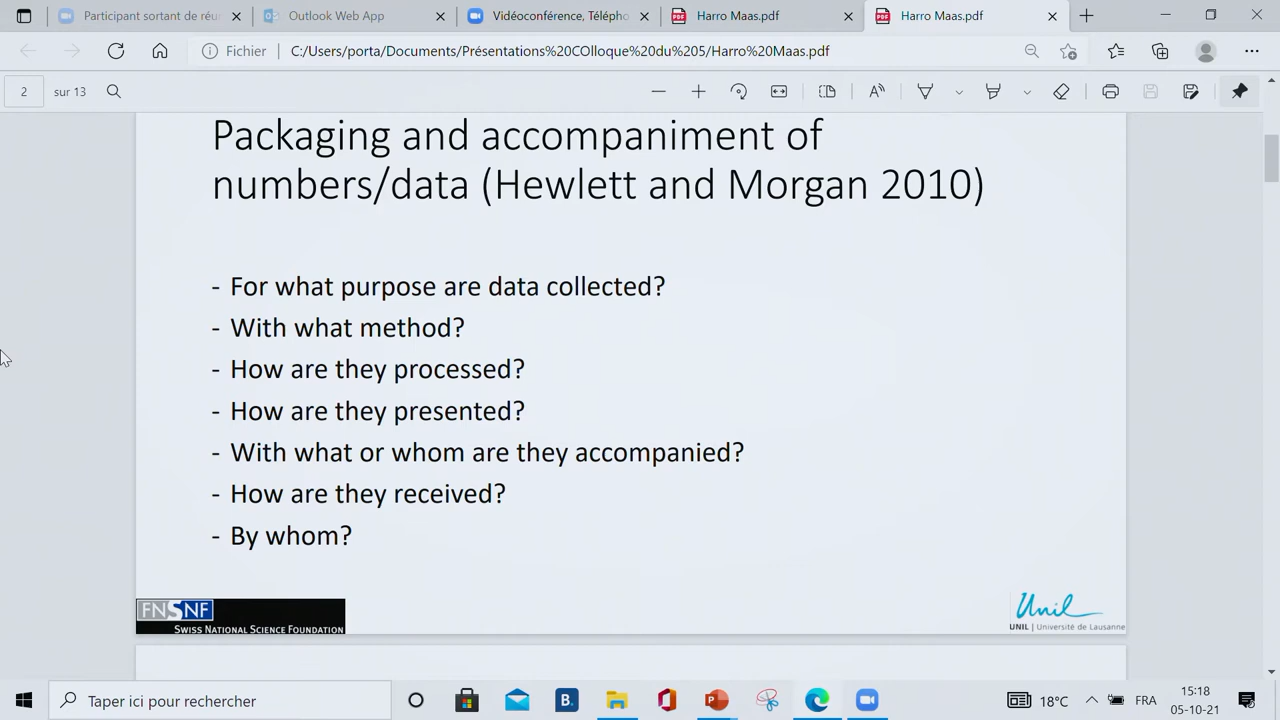 Participant sortant de réu
Outlook Web App
Vidéoconférence, Télépho
Harro Maas.pdf
Harro Maas.pdf
Fichier
C:/Users/porta/Documents/Présentations%20COlloque%20du%205/Harro%20Maas.pdf
2 sur 13
Packaging and accompaniment of
numbers/data (Hewlett and Morgan 2010)
- For what purpose are data collected?
- With what method?
- How are they processed?
- How are they presented?
- With what or whom are they accompanied?
- How are they received?
- By whom?
FNSNF
SWISS NATIONAL SCIENCE FOUNDATION
Unil
UNIL | Université de Lausanne
Taper ici pour rechercher
B.
18°C
FRA
15:18
05-10-21